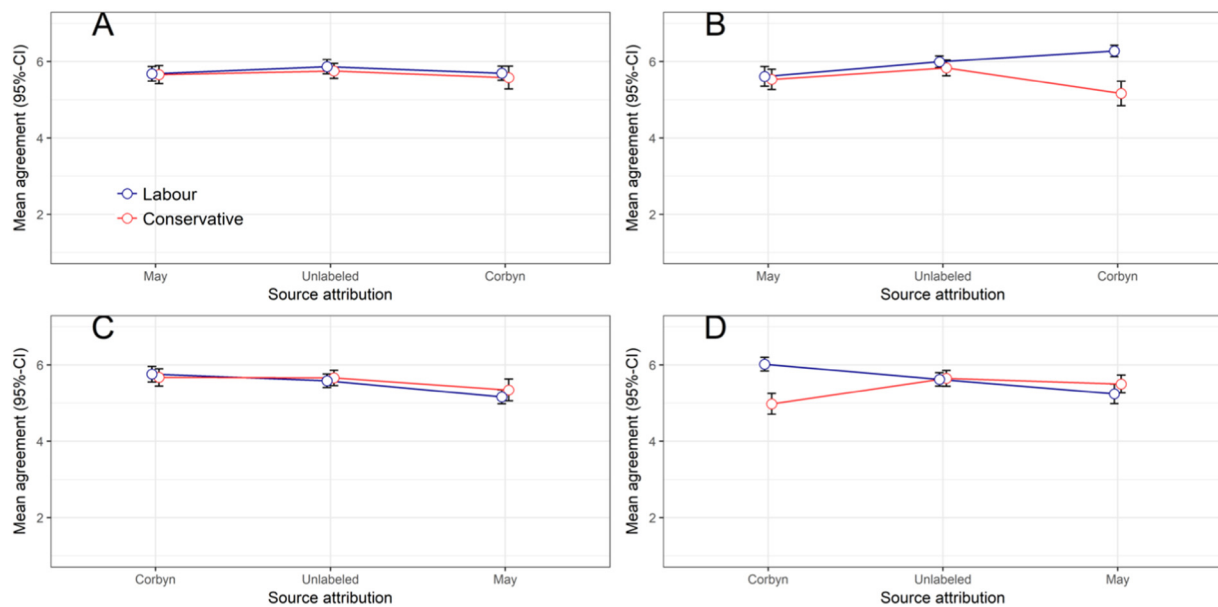 A
Mean agreement (95%-CI)
6
4
2
Labour
Conservative
May Unlabeled Corbyn
Source attribution
B
Mean agreement (95%-CI)
6
4
2
May Unlabeled Corbyn
Source attribution
C
Mean agreement (95%-CI)
6
4
2
Corbyn Unlabeled May
Source attribution
D
Mean agreement (95%-CI)
6
4
2
Corbyn Unlabeled May
Source attribution